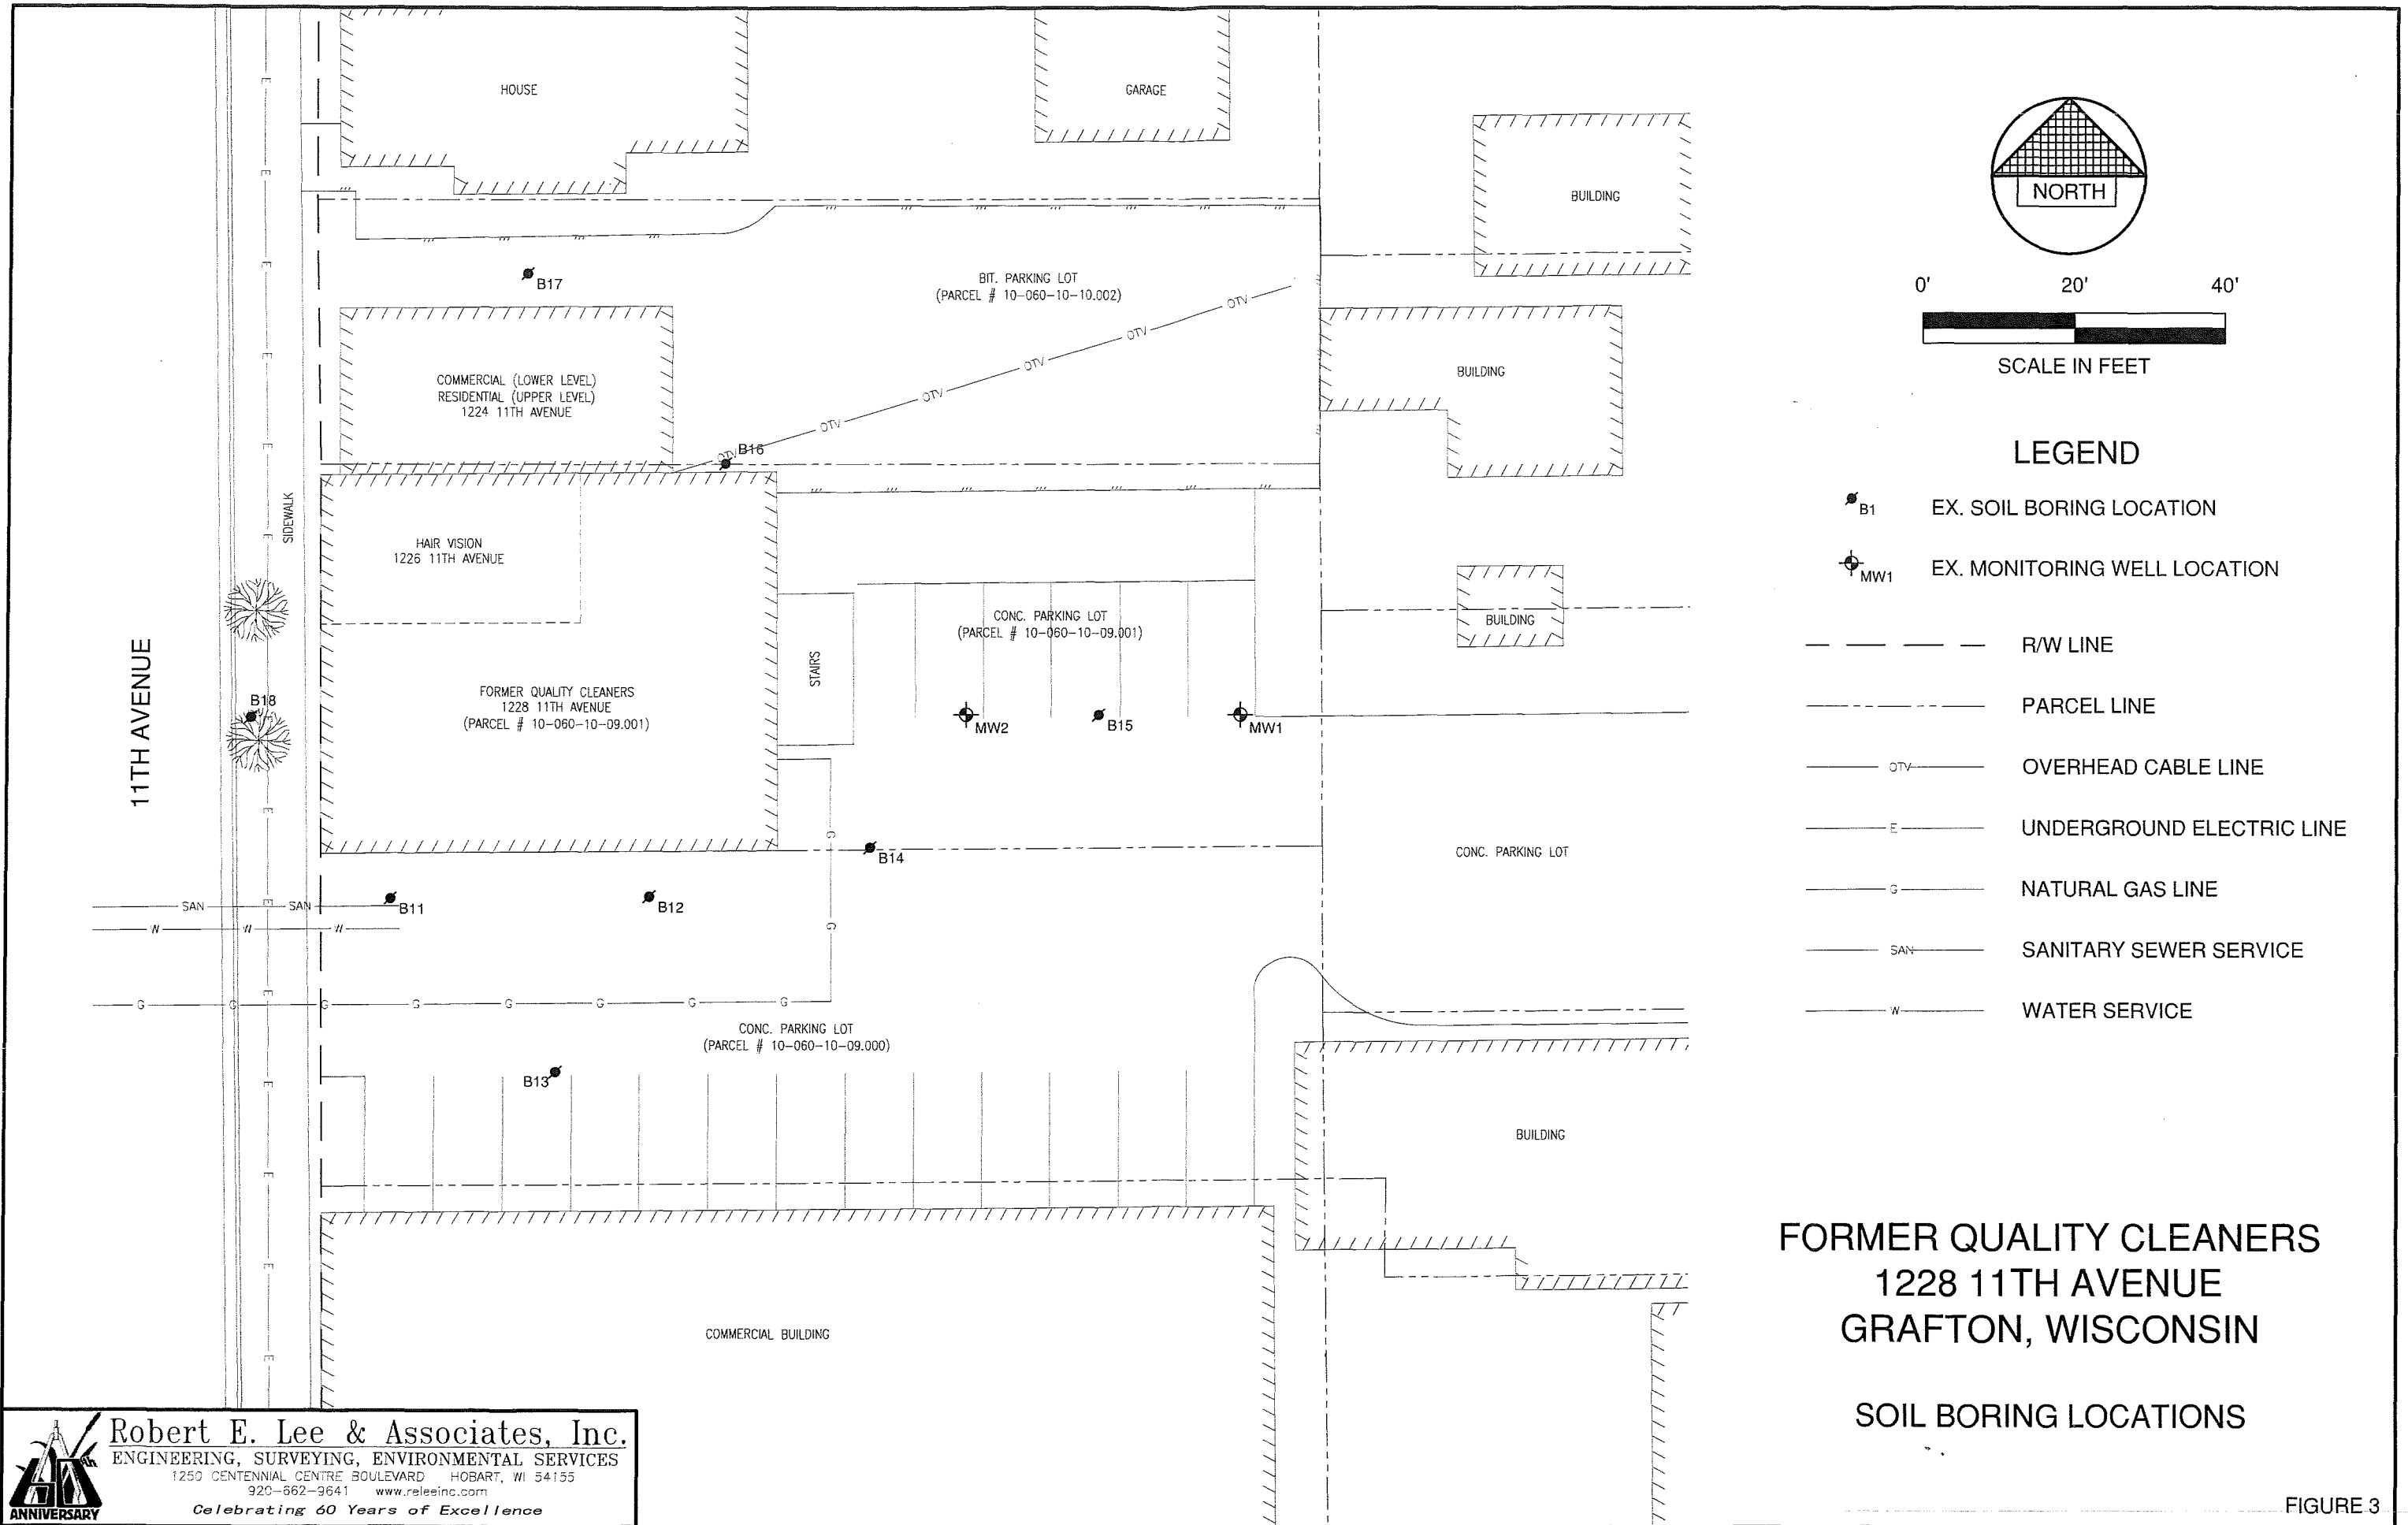 HOUSE
GARAGE
BUILDING
NORTH
0' 20' 40'
SCALE IN FEET
B17
BIT. PARKING LOT
(PARCEL # 10-060-10-10.002)
OTV OTV OTV OTV OTV
COMMERCIAL (LOWER LEVEL)
RESIDENTIAL (UPPER LEVEL)
1224 11TH AVENUE
BUILDING
B16
LEGEND
B1 EX. SOIL BORING LOCATION
MW1 EX. MONITORING WELL LOCATION
R/W LINE
PARCEL LINE
OTV OVERHEAD CABLE LINE
E UNDERGROUND ELECTRIC LINE
G NATURAL GAS LINE
SAN SANITARY SEWER SERVICE
W WATER SERVICE
SIDEWALK
HAIR VISION
1226 11TH AVENUE
CONC. PARKING LOT
(PARCEL # 10-060-10-09.001)
BUILDING
STAIRS
11TH AVENUE
B18
FORMER QUALITY CLEANERS
1228 11TH AVENUE
(PARCEL # 10-060-10-09.001)
MW2
B15
MW1
B14
CONC. PARKING LOT
B11
B12
SAN SAN
W W W
E E E E E E E E E E E E E E
G G
G G G G G G G G
CONC. PARKING LOT
(PARCEL # 10-060-10-09.000)
B13
BUILDING
COMMERCIAL BUILDING
FORMER QUALITY CLEANERS
1228 11TH AVENUE
GRAFTON, WISCONSIN
SOIL BORING LOCATIONS
FIGURE 3
Robert E. Lee & Associates, Inc.
ENGINEERING, SURVEYING, ENVIRONMENTAL SERVICES
1250 CENTENNIAL CENTRE BOULEVARD HOBART, WI 54155
920-662-9641 www.releeinc.com
Celebrating 60 Years of Excellence
60th
ANNIVERSARY